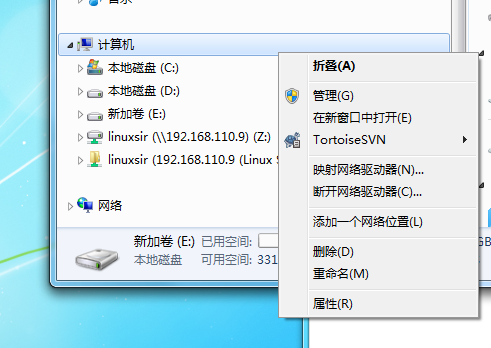 计算机
本地磁盘 (C:)
本地磁盘 (D:)
新加卷 (E:)
linuxsir (\\192.168.110.9) (Z:)
linuxsir (192.168.110.9 (Linux S
网络
新加卷 (E:) 已用空间:
本地磁盘 可用空间: 331
折叠(A)
管理(G)
在新窗口中打开(E)
TortoiseSVN
映射网络驱动器(N)...
断开网络驱动器(C)...
添加一个网络位置(L)
删除(D)
重命名(M)
属性(R)
GB